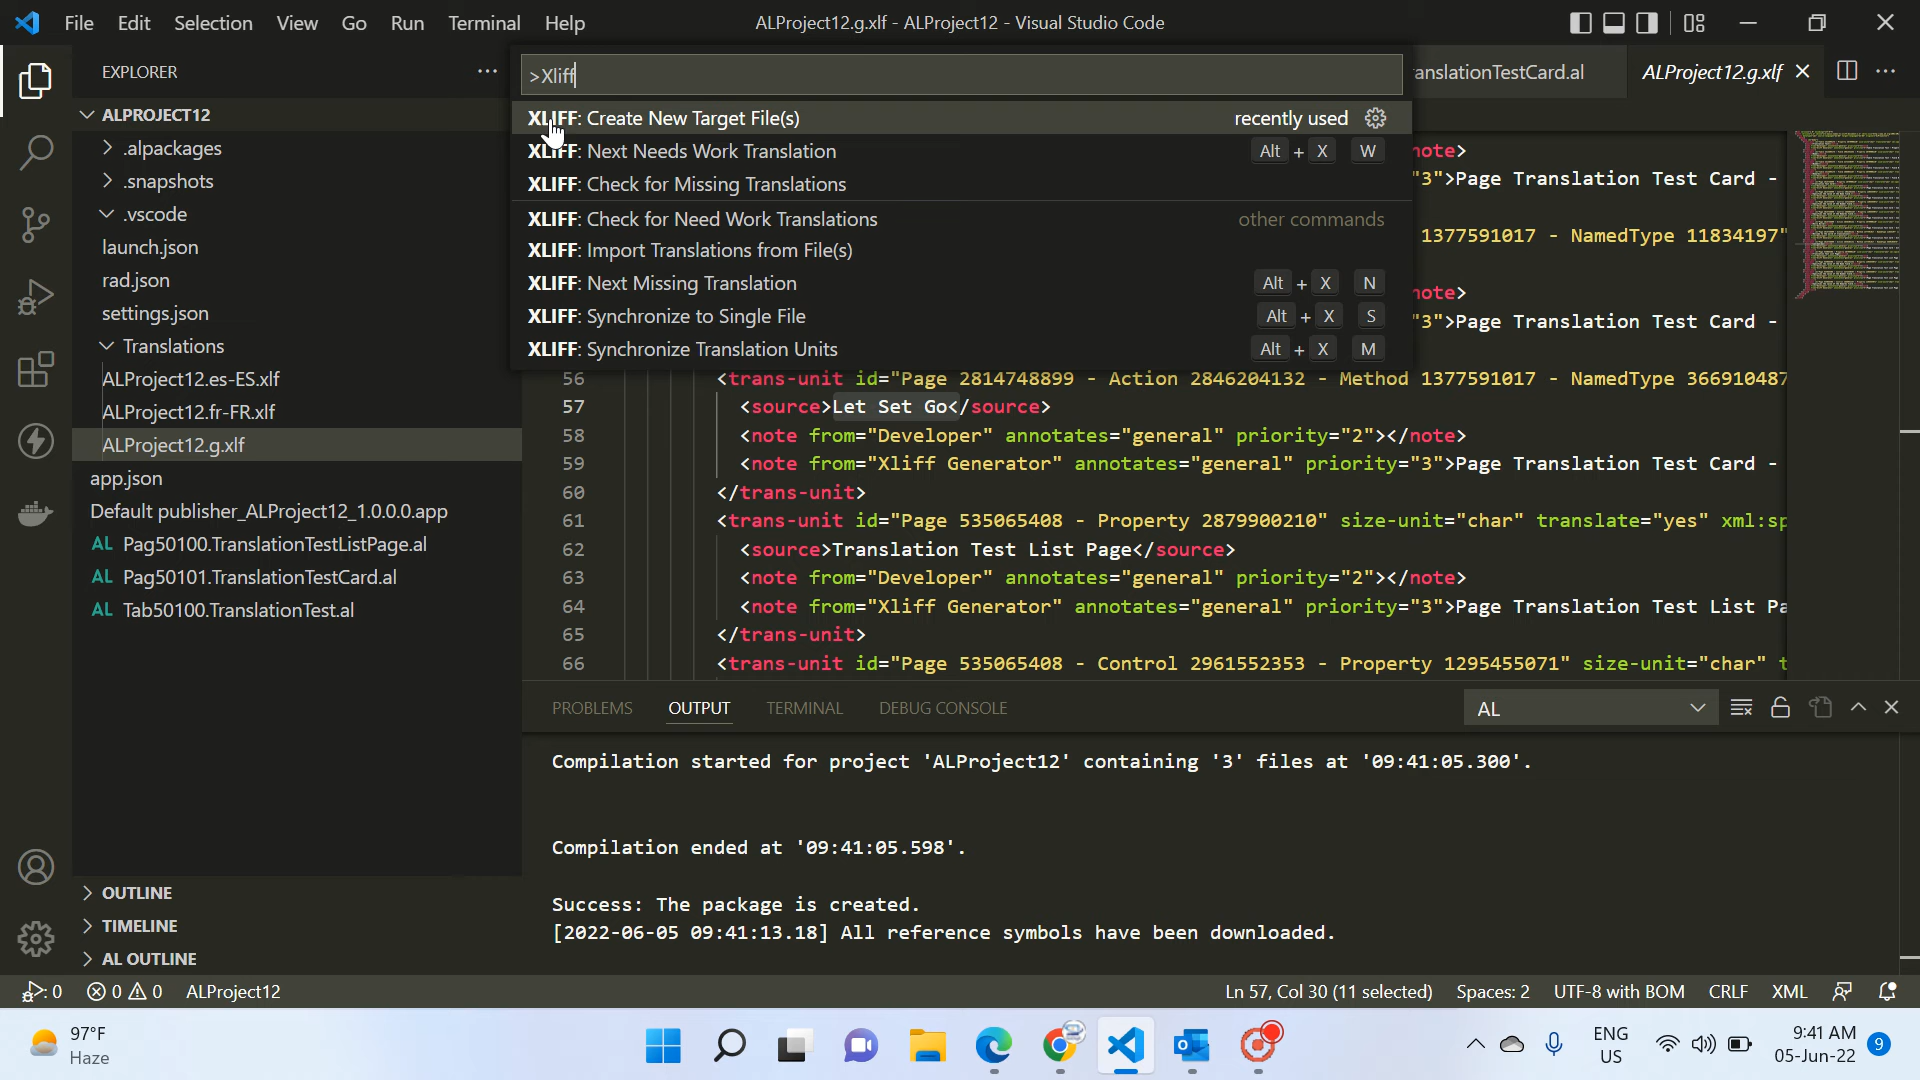 File Edit Selection View Go Run Terminal Help ALProject12.g.xlf - ALProject12 - Visual Studio Code
EXPLORER
>Xliff
anslationTestCard.al ALProject12.g.xlf
ALPROJECT12
XLIFF: Create New Target File(s) recently used
XLIFF: Next Needs Work Translation Alt + X W
XLIFF: Check for Missing Translations
XLIFF: Check for Need Work Translations other commands
XLIFF: Import Translations from File(s)
XLIFF: Next Missing Translation Alt + X N
XLIFF: Synchronize to Single File Alt + X S
XLIFF: Synchronize Translation Units Alt + X M
.alpackages
.snapshots
.vscode
launch.json
rad.json
settings.json
Translations
ALProject12.es-ES.xlf
ALProject12.fr-FR.xlf
ALProject12.g.xlf
app.json
Default publisher_ALProject12_1.0.0.0.app
AL Pag50100.TranslationTestListPage.al
AL Pag50101.TranslationTestCard.al
AL Tab50100.TranslationTest.al
OUTLINE
TIMELINE
AL OUTLINE
ote>
"3">Page Translation Test Card -
1377591017 - NamedType 11834197"
ote>
"3">Page Translation Test Card -
56 <trans-unit id="Page 2814748899 - Action 2846204132 - Method 1377591017 - NamedType 366910487
57 <source>Let Set Go</source>
58 <note from="Developer" annotates="general" priority="2"></note>
59 <note from="Xliff Generator" annotates="general" priority="3">Page Translation Test Card -
60 </trans-unit>
61 <trans-unit id="Page 535065408 - Property 2879900210" size-unit="char" translate="yes" xml:sp
62 <source>Translation Test List Page</source>
63 <note from="Developer" annotates="general" priority="2"></note>
64 <note from="Xliff Generator" annotates="general" priority="3">Page Translation Test List Pa
65 </trans-unit>
66 <trans-unit id="Page 535065408 - Control 2961552353 - Property 1295455071" size-unit="char" t
PROBLEMS OUTPUT TERMINAL DEBUG CONSOLE AL
Compilation started for project 'ALProject12' containing '3' files at '09:41:05.300'.
Compilation ended at '09:41:05.598'.
Success: The package is created.
[2022-06-05 09:41:13.18] All reference symbols have been downloaded.
0 0 0 ALProject12 Ln 57, Col 30 (11 selected) Spaces: 2 UTF-8 with BOM CRLF XML
97°F
Haze
ENG
US
9:41 AM
05-Jun-22
9